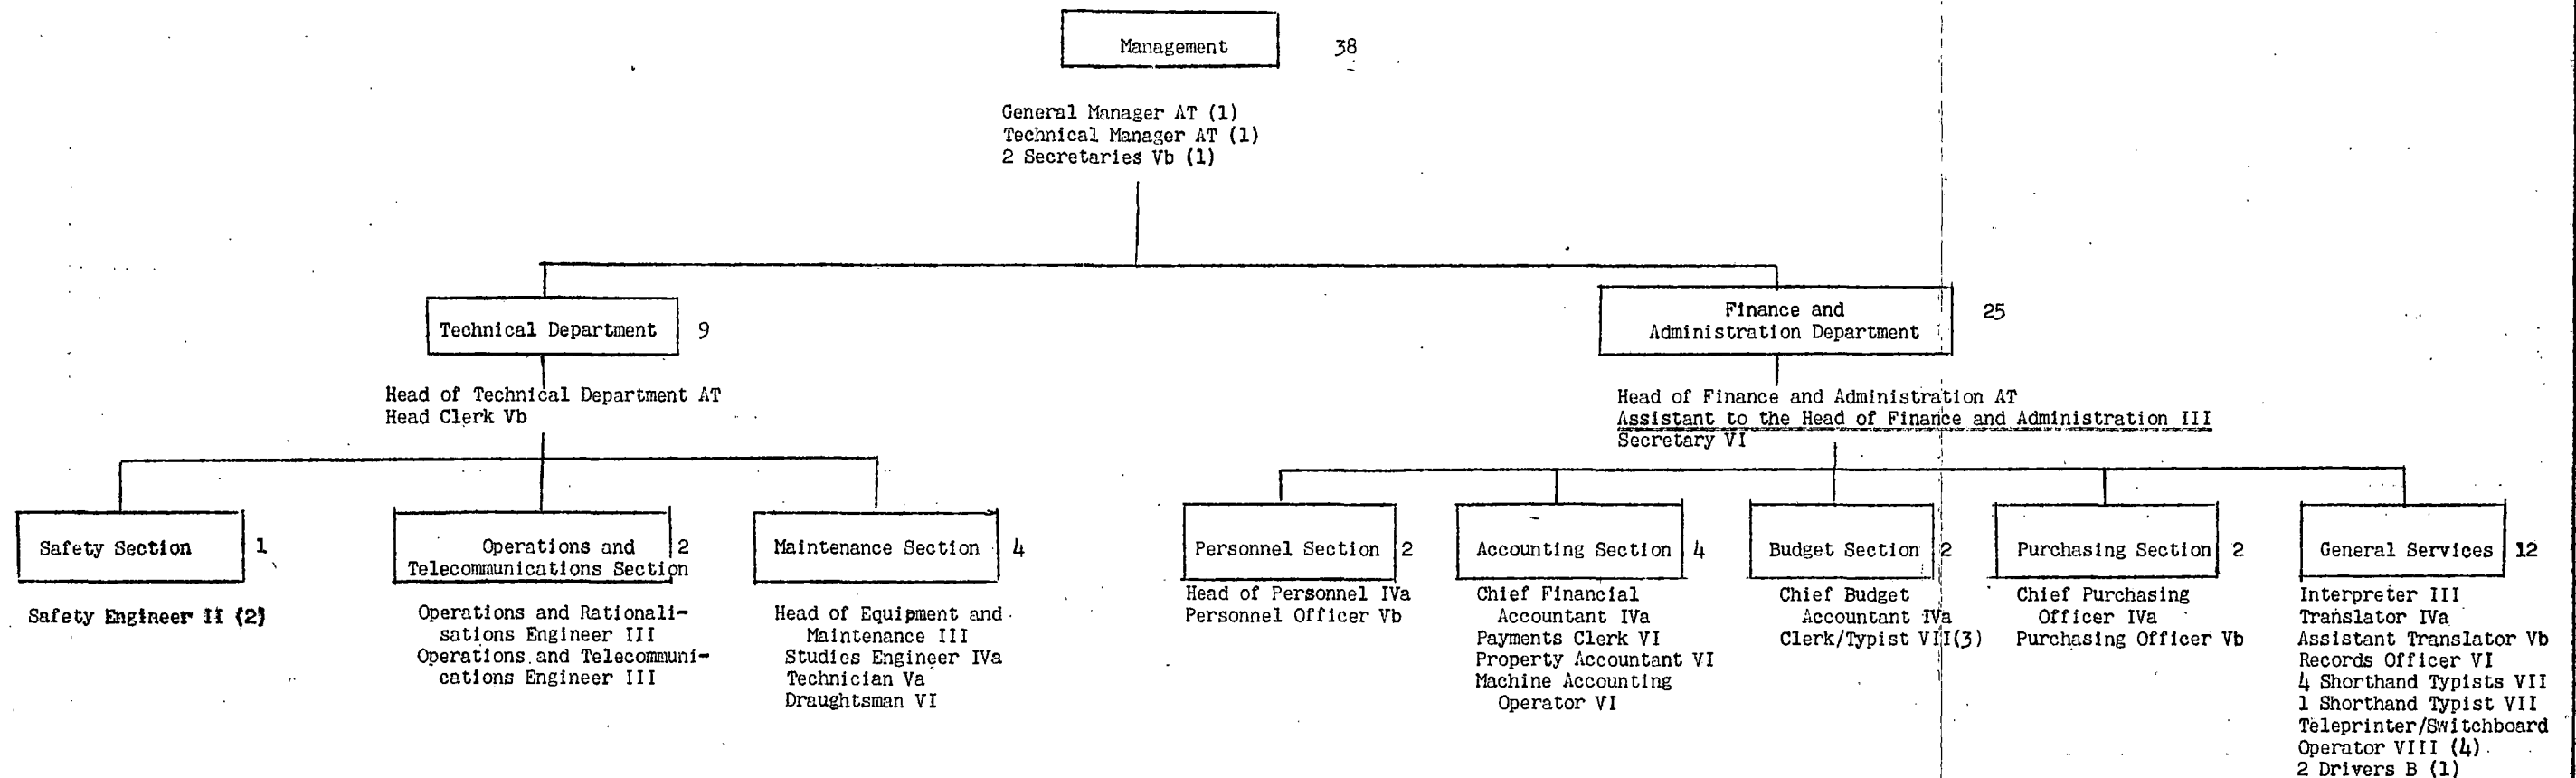 Management 38
General Manager AT (1)
Technical Manager AT (1)
2 Secretaries Vb (1)
Technical Department 9
Head of Technical Department AT
Head Clerk Vb
Finance and
Administration Department 25
Head of Finance and Administration AT
Assistant to the Head of Finance and Administration III
Secretary VI
Safety Section 1
Safety Engineer II (2)
Operations and
Telecommunications Section 2
Operations and Rationali-
sations Engineer III
Operations and Telecommuni-
cations Engineer III
Maintenance Section 4
Head of Equipment and
Maintenance III
Studies Engineer IVa
Technician Va
Draughtsman VI
Personnel Section 2
Head of Personnel IVa
Personnel Officer Vb
Accounting Section 4
Chief Financial
Accountant IVa
Payments Clerk VI
Property Accountant VI
Machine Accounting
Operator VI
Budget Section 2
Chief Budget
Accountant IVa
Clerk/Typist VII(3)
Purchasing Section 2
Chief Purchasing
Officer IVa
Purchasing Officer Vb
General Services 12
Interpreter III
Translator IVa
Assistant Translator Vb
Records Officer VI
4 Shorthand Typists VII
1 Shorthand Typist VII
Teleprinter/Switchboard
Operator VIII (4)
2 Drivers B (1)